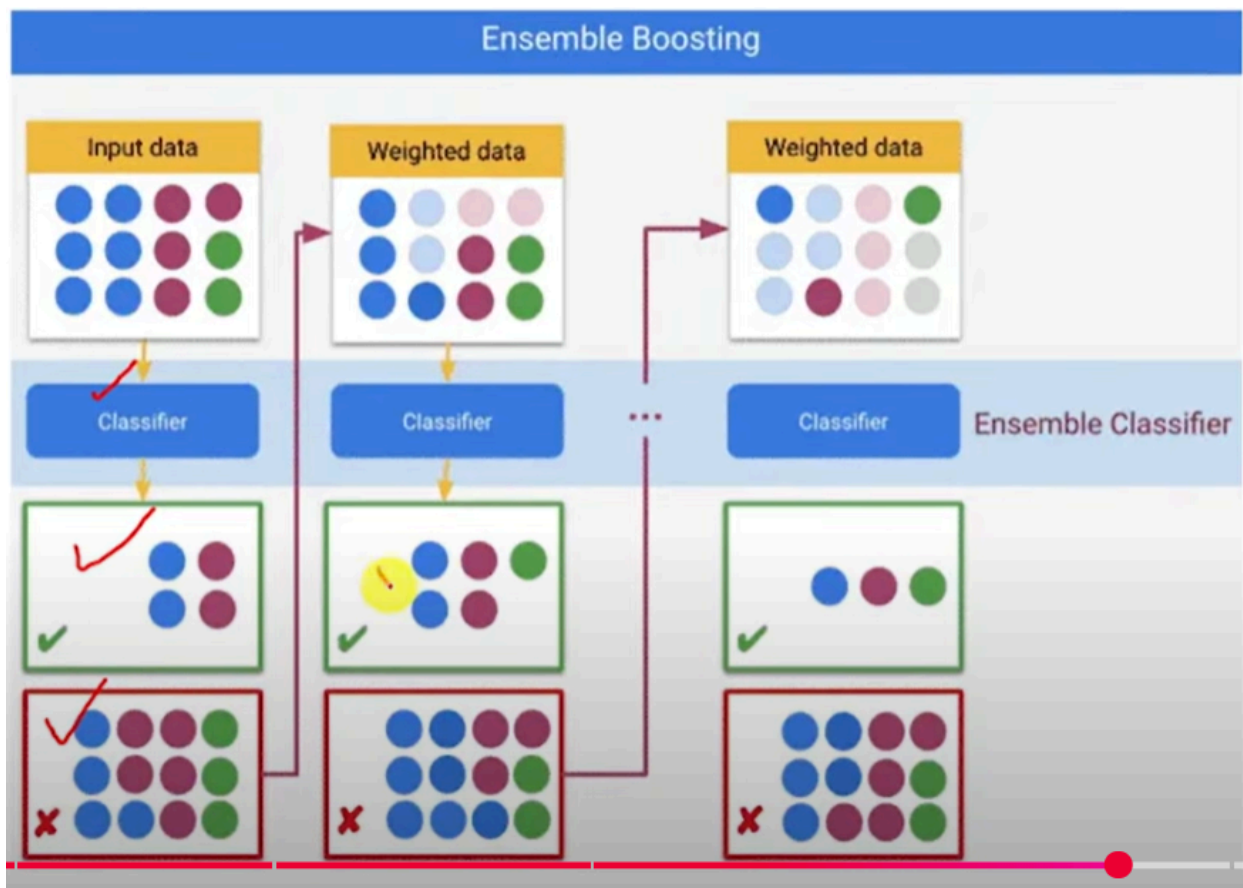 Ensemble Boosting
Input data
Weighted data
Weighted data
Classifier
Classifier
...
Classifier
Ensemble Classifier